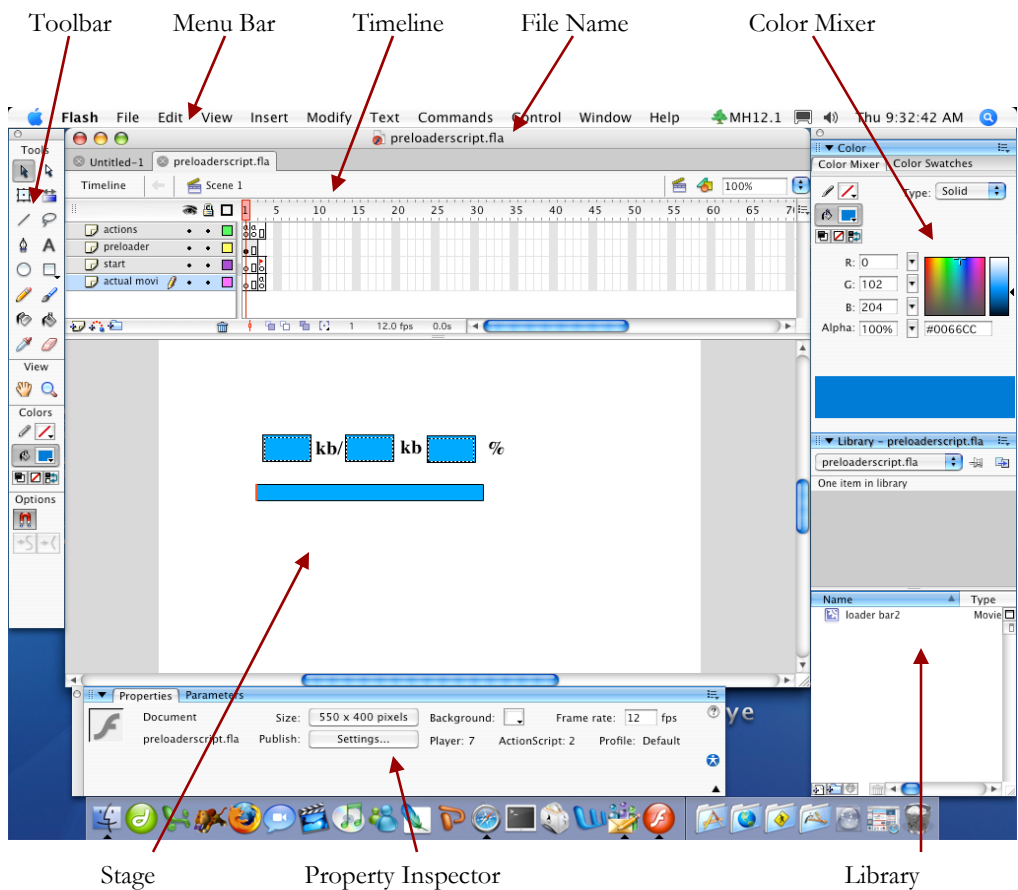 Toolbar Menu Bar Timeline File Name Color Mixer
Flash File Edit View Insert Modify Text Commands Control Window Help MH12.1 Thu 9:32:42 AM
Tools
preloaderscript.fla
Untitled-1 preloaderscript.fla
Timeline Scene 1 100%
1 5 10 15 20 25 30 35 40 45 50 55 60 65
actions
preloader
start
actual movi
1 12.0 fps 0.0s
View
Colors
Options
kb/ kb %
Color
Color Mixer Color Swatches
Type: Solid
R: 0
G: 102
B: 204
Alpha: 100% #0066CC
Library - preloaderscript.fla
preloaderscript.fla
One item in library
Name Type
loader bar2 Movie
Properties Parameters
Document Size: 550 x 400 pixels Background: Frame rate: 12 fps
preloaderscript.fla Publish: Settings... Player: 7 ActionScript: 2 Profile: Default
ye
Stage Property Inspector Library